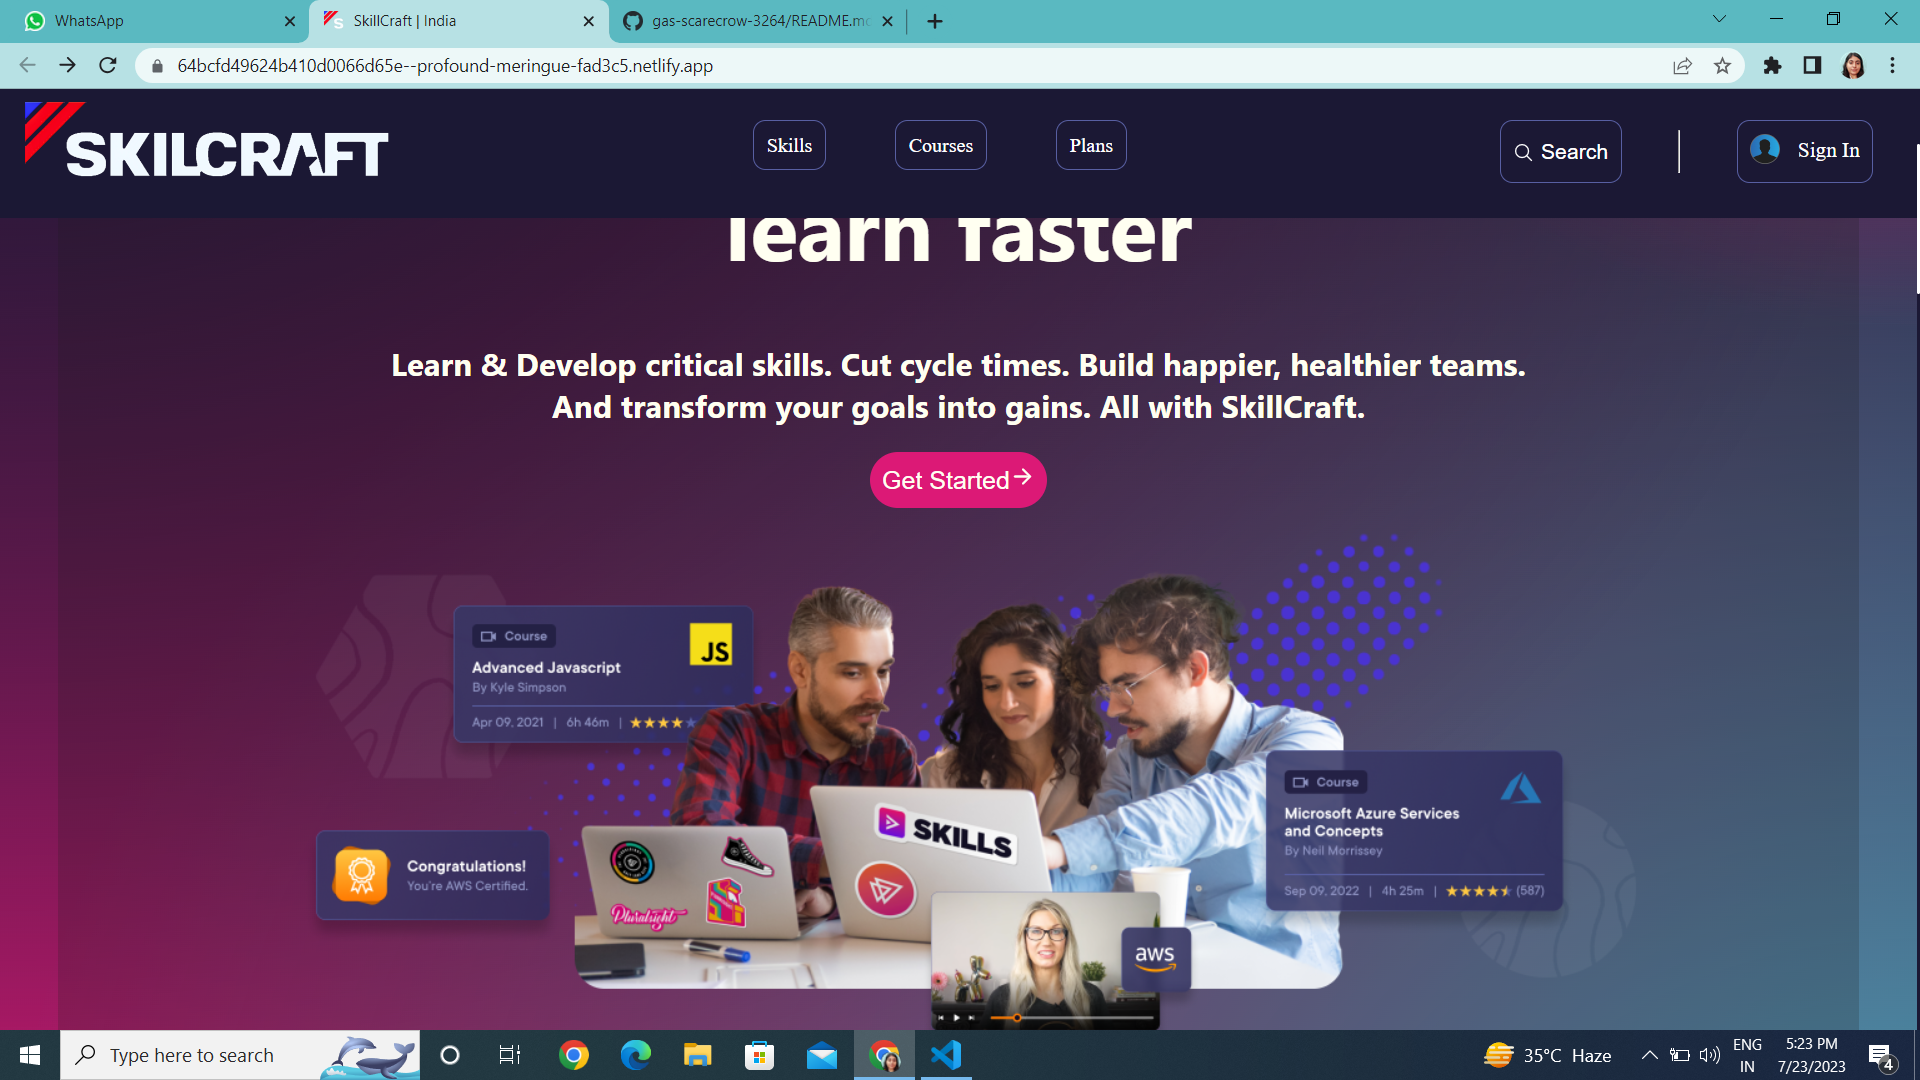 WhatsApp
SkillCraft | India
gas-scarecrow-3264/README.md
64bcfd49624b410d0066d65e--profound-meringue-fad3c5.netlify.app
SKILCRAFT
Skills
Courses
Plans
Search
Sign In
learn faster
Learn & Develop critical skills. Cut cycle times. Build happier, healthier teams.
And transform your goals into gains. All with SkillCraft.
Get Started
Course
JS
Advanced Javascript
By Kyle Simpson
Apr 09, 2021 | 6h 46m |
Course
Microsoft Azure Services
and Concepts
By Neil Morrissey
Sep 09, 2022 | 4h 25m | (587)
Congratulations!
You're AWS Certified.
SKILLS
Pluralsight
aws
Type here to search
35°C Haze
ENG
IN
5:23 PM
7/23/2023
4